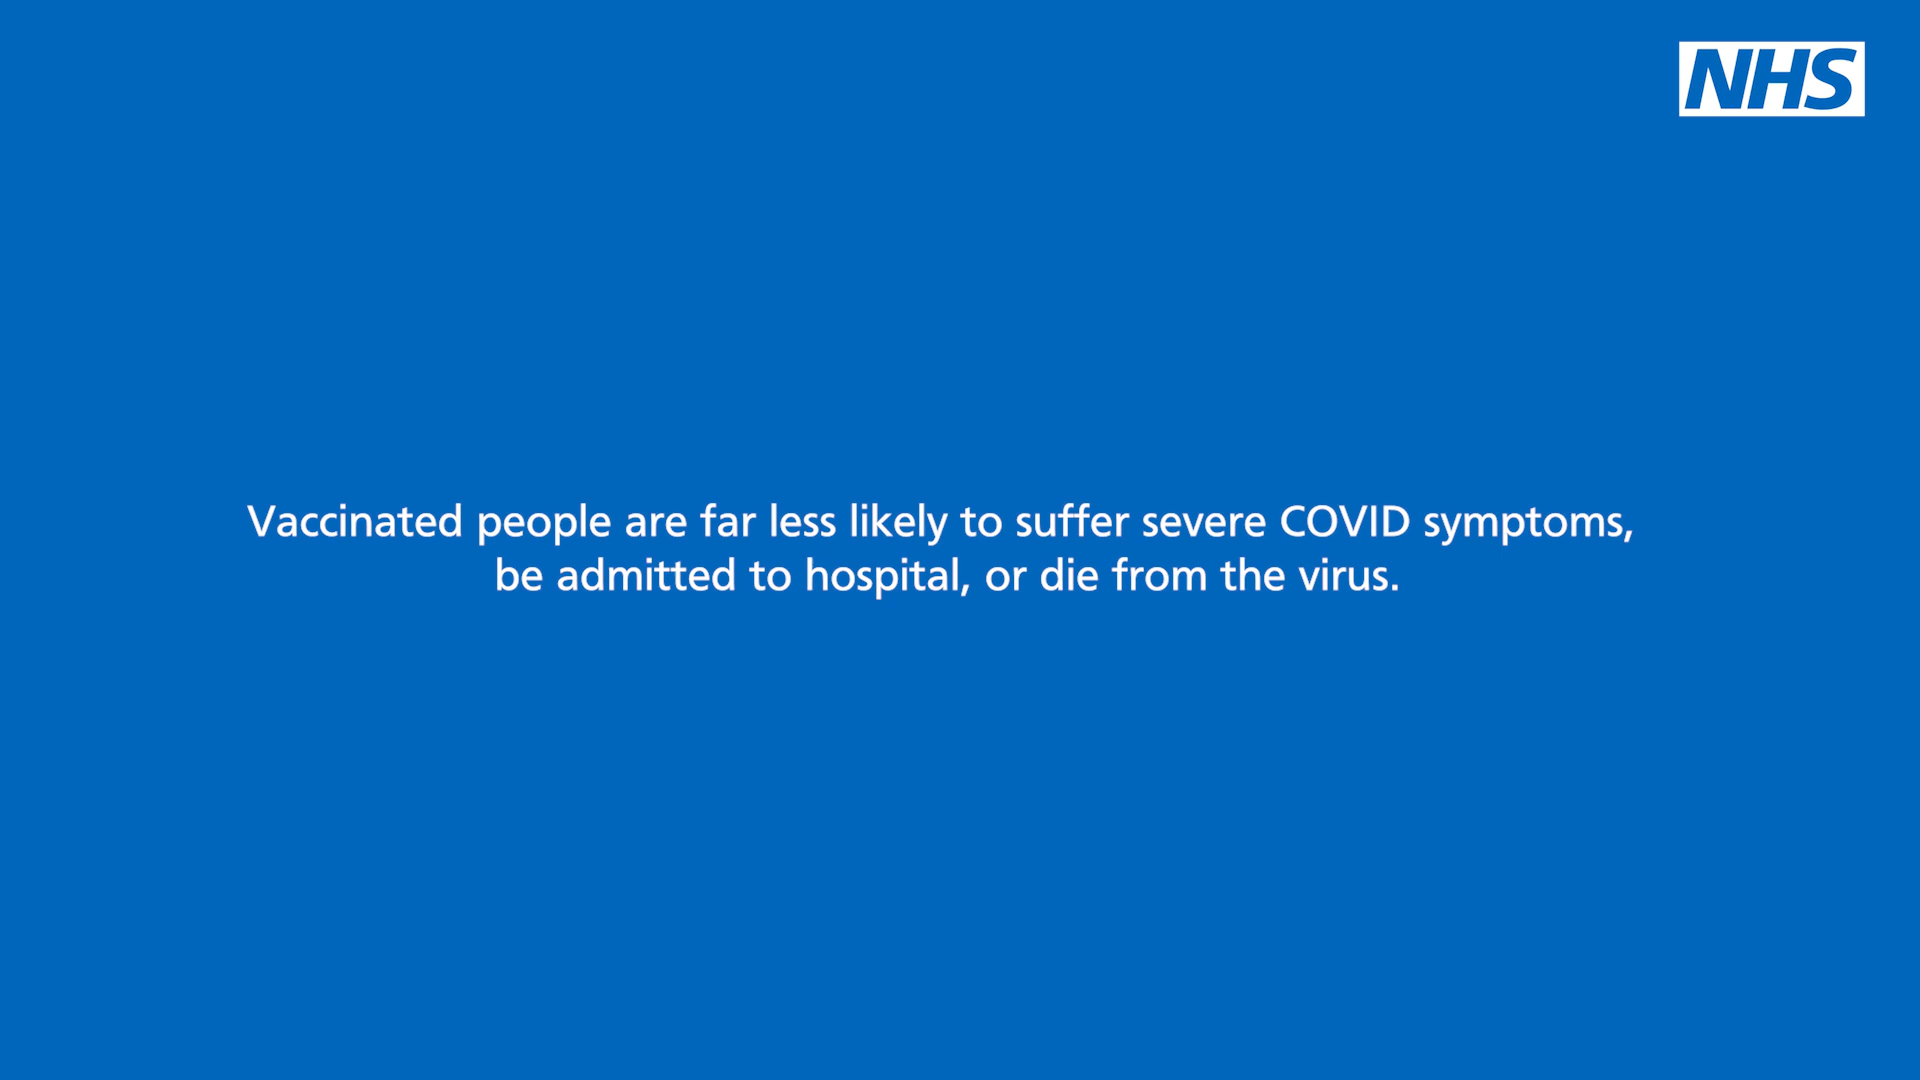 NHS
Vaccinated people are far less likely to suffer severe COVID symptoms,
be admitted to hospital, or die from the virus.